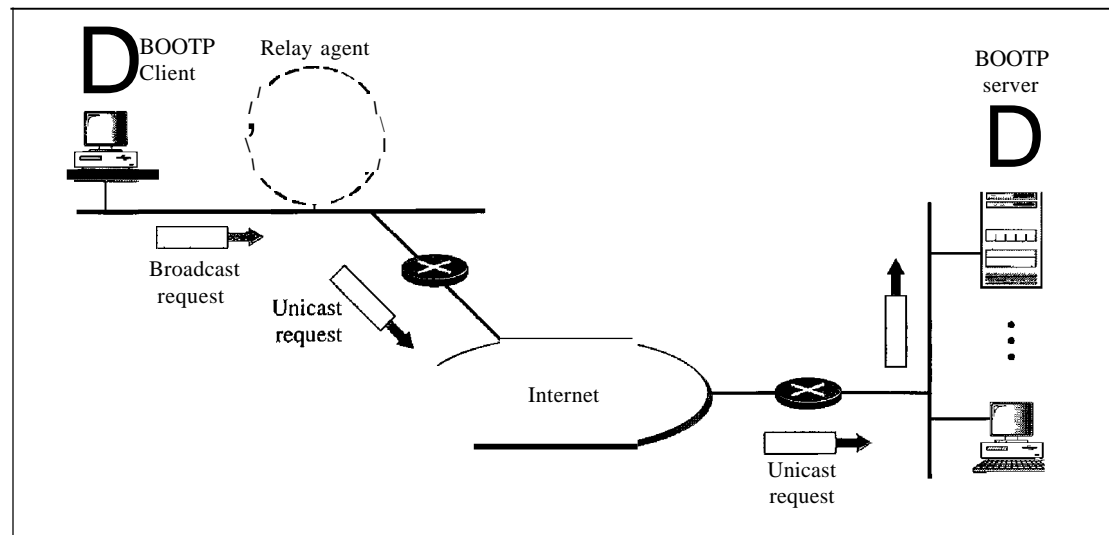 D
BOOTP
Client
Relay agent
BOOTP
server
D
Broadcast
request
Unicast
request
Internet
Unicast
request